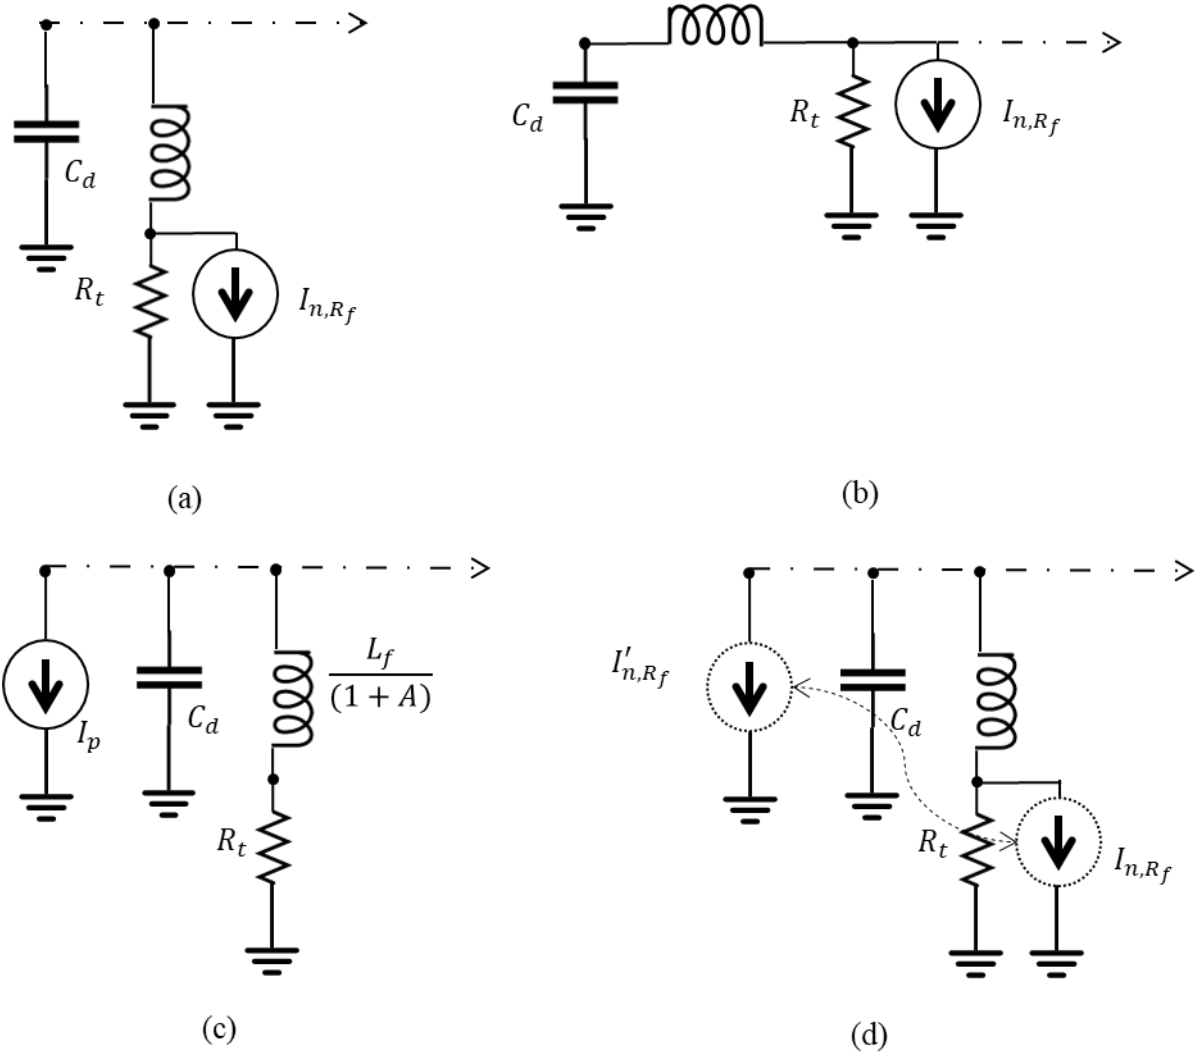 C_d
R_t
I_{n,R_f}
(a)
C_d
R_t
I_{n,R_f}
(b)
I_p
C_d
L_f
(1 + A)
R_t
(c)
I'_{n,R_f}
C_d
R_t
I_{n,R_f}
(d)